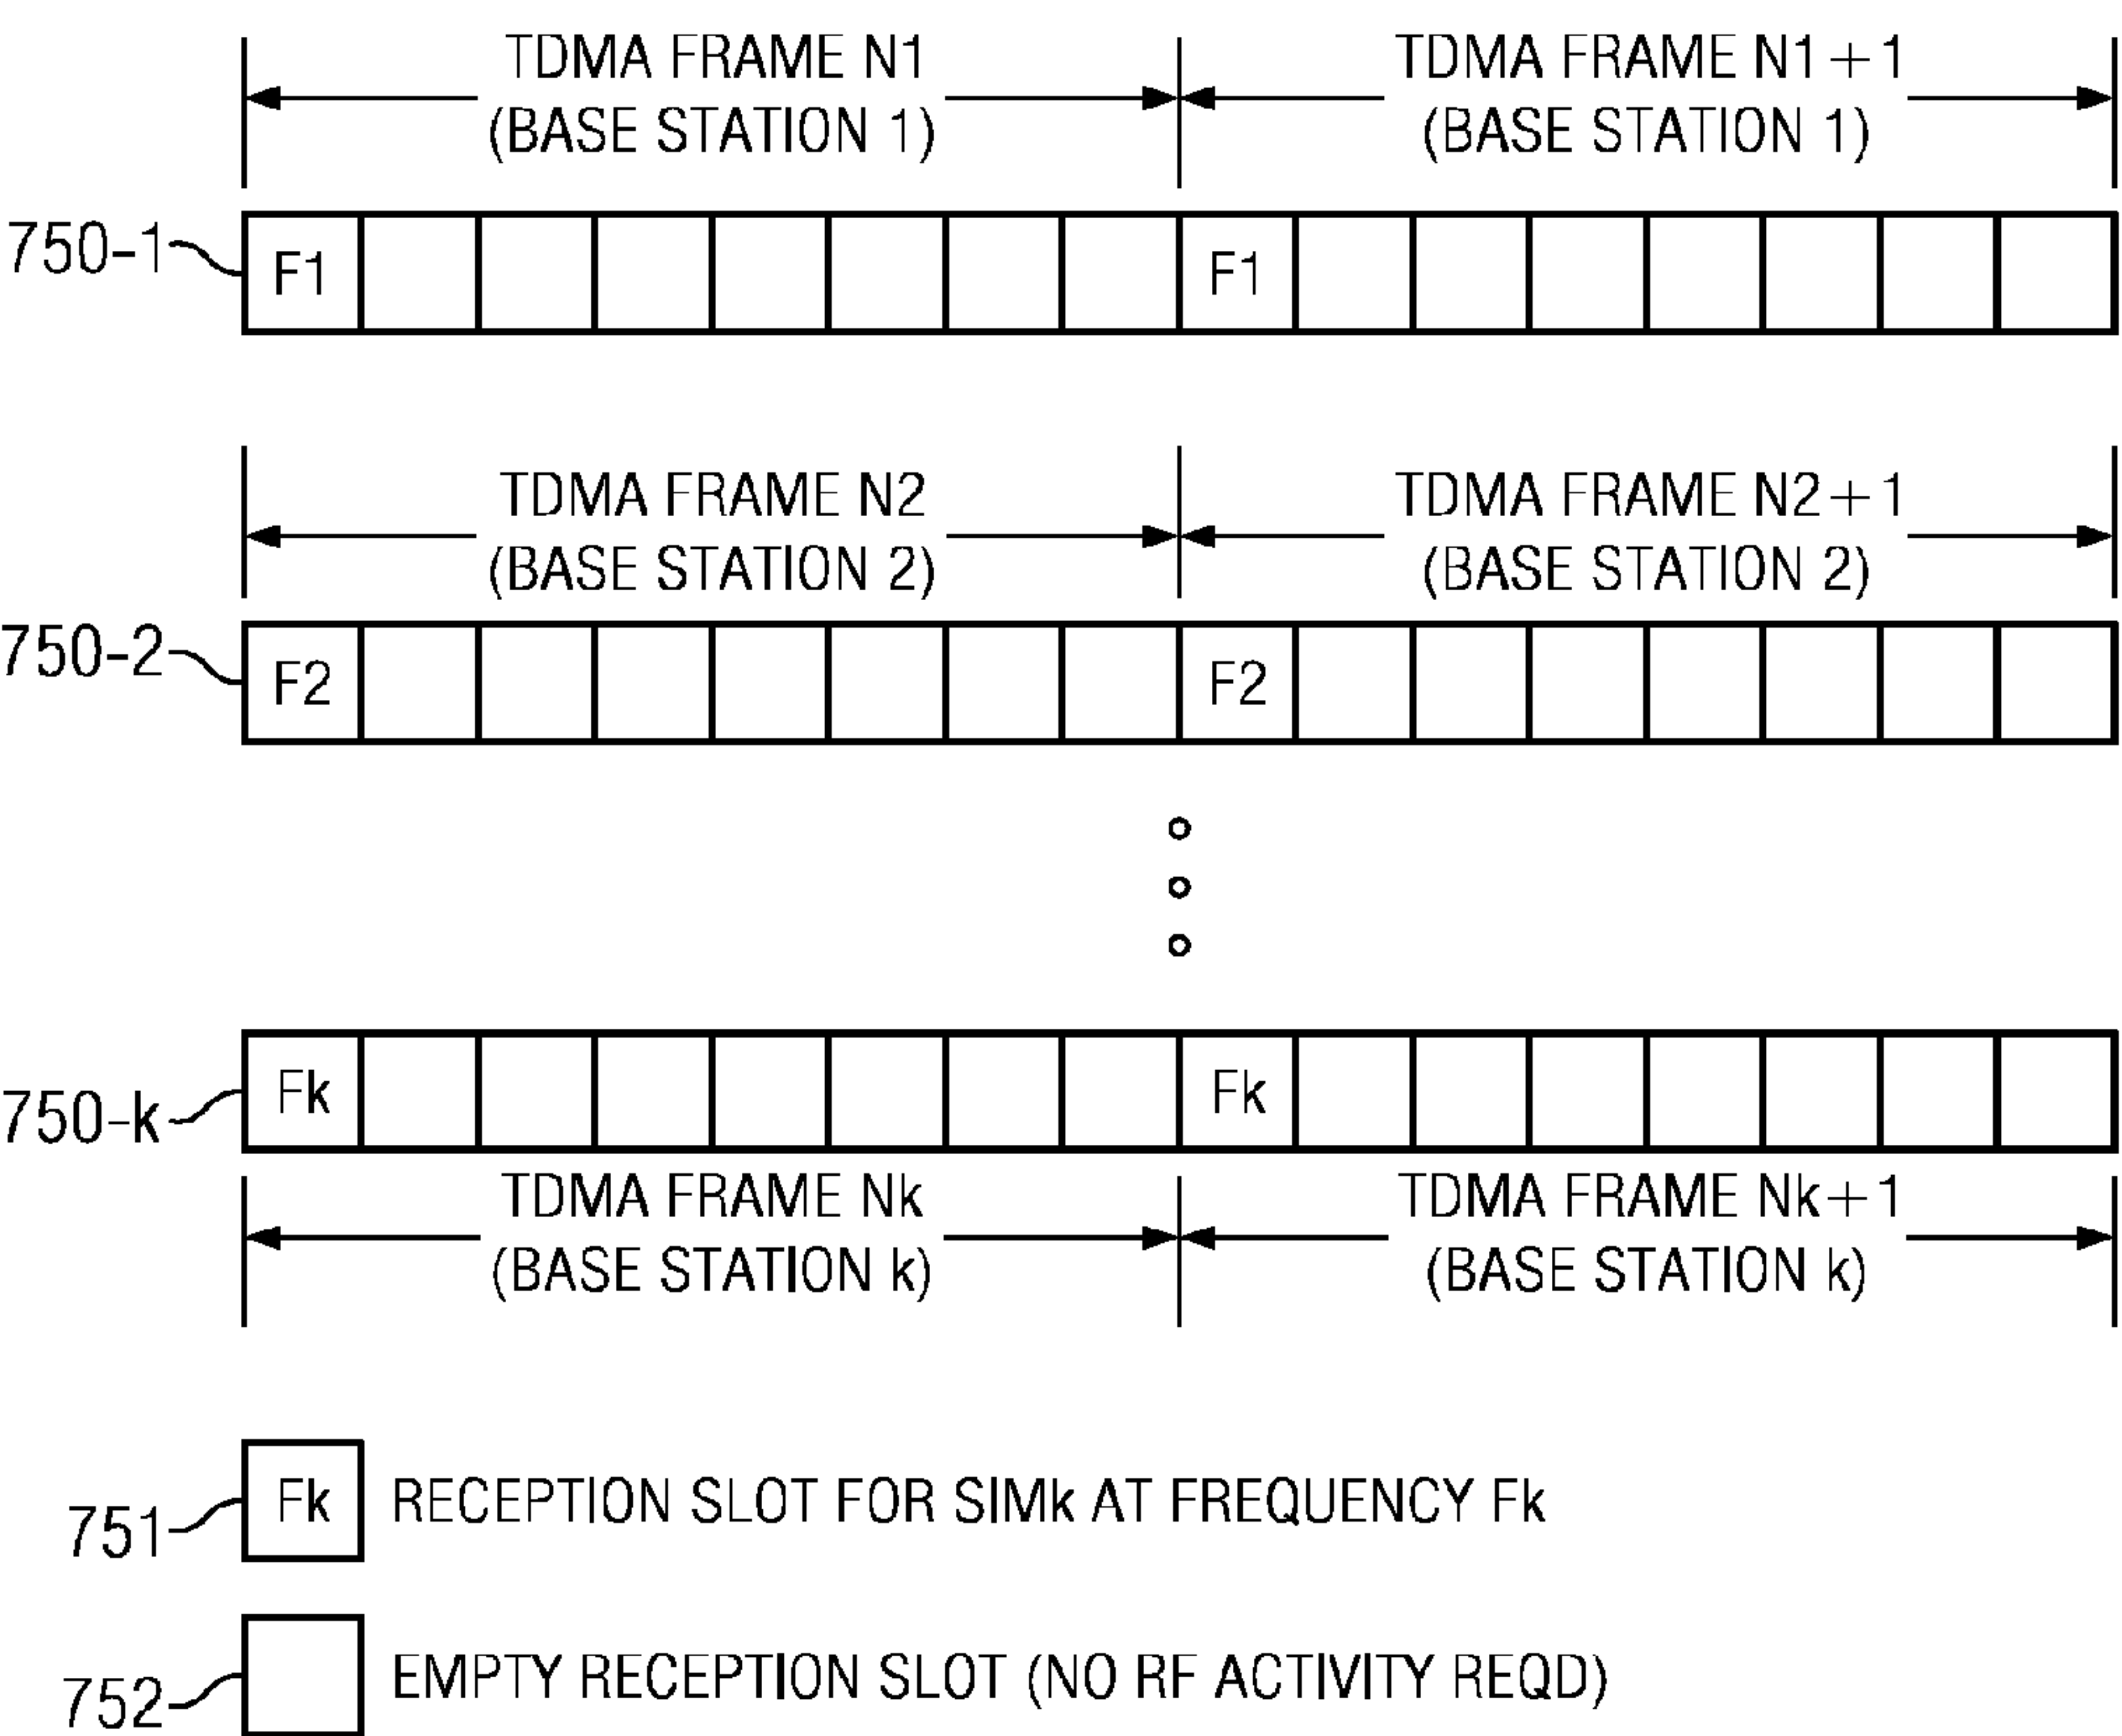 TDMA FRAME N1
(BASE STATION 1)
TDMA FRAME N1+1
(BASE STATION 1)
750-1
F1
F1
TDMA FRAME N2
(BASE STATION 2)
TDMA FRAME N2+1
(BASE STATION 2)
750-2
F2
F2
750-k
Fk
Fk
TDMA FRAME Nk
(BASE STATION k)
TDMA FRAME Nk+1
(BASE STATION k)
751
Fk
RECEPTION SLOT FOR SIMk AT FREQUENCY Fk
752
EMPTY RECEPTION SLOT (NO RF ACTIVITY REQD)